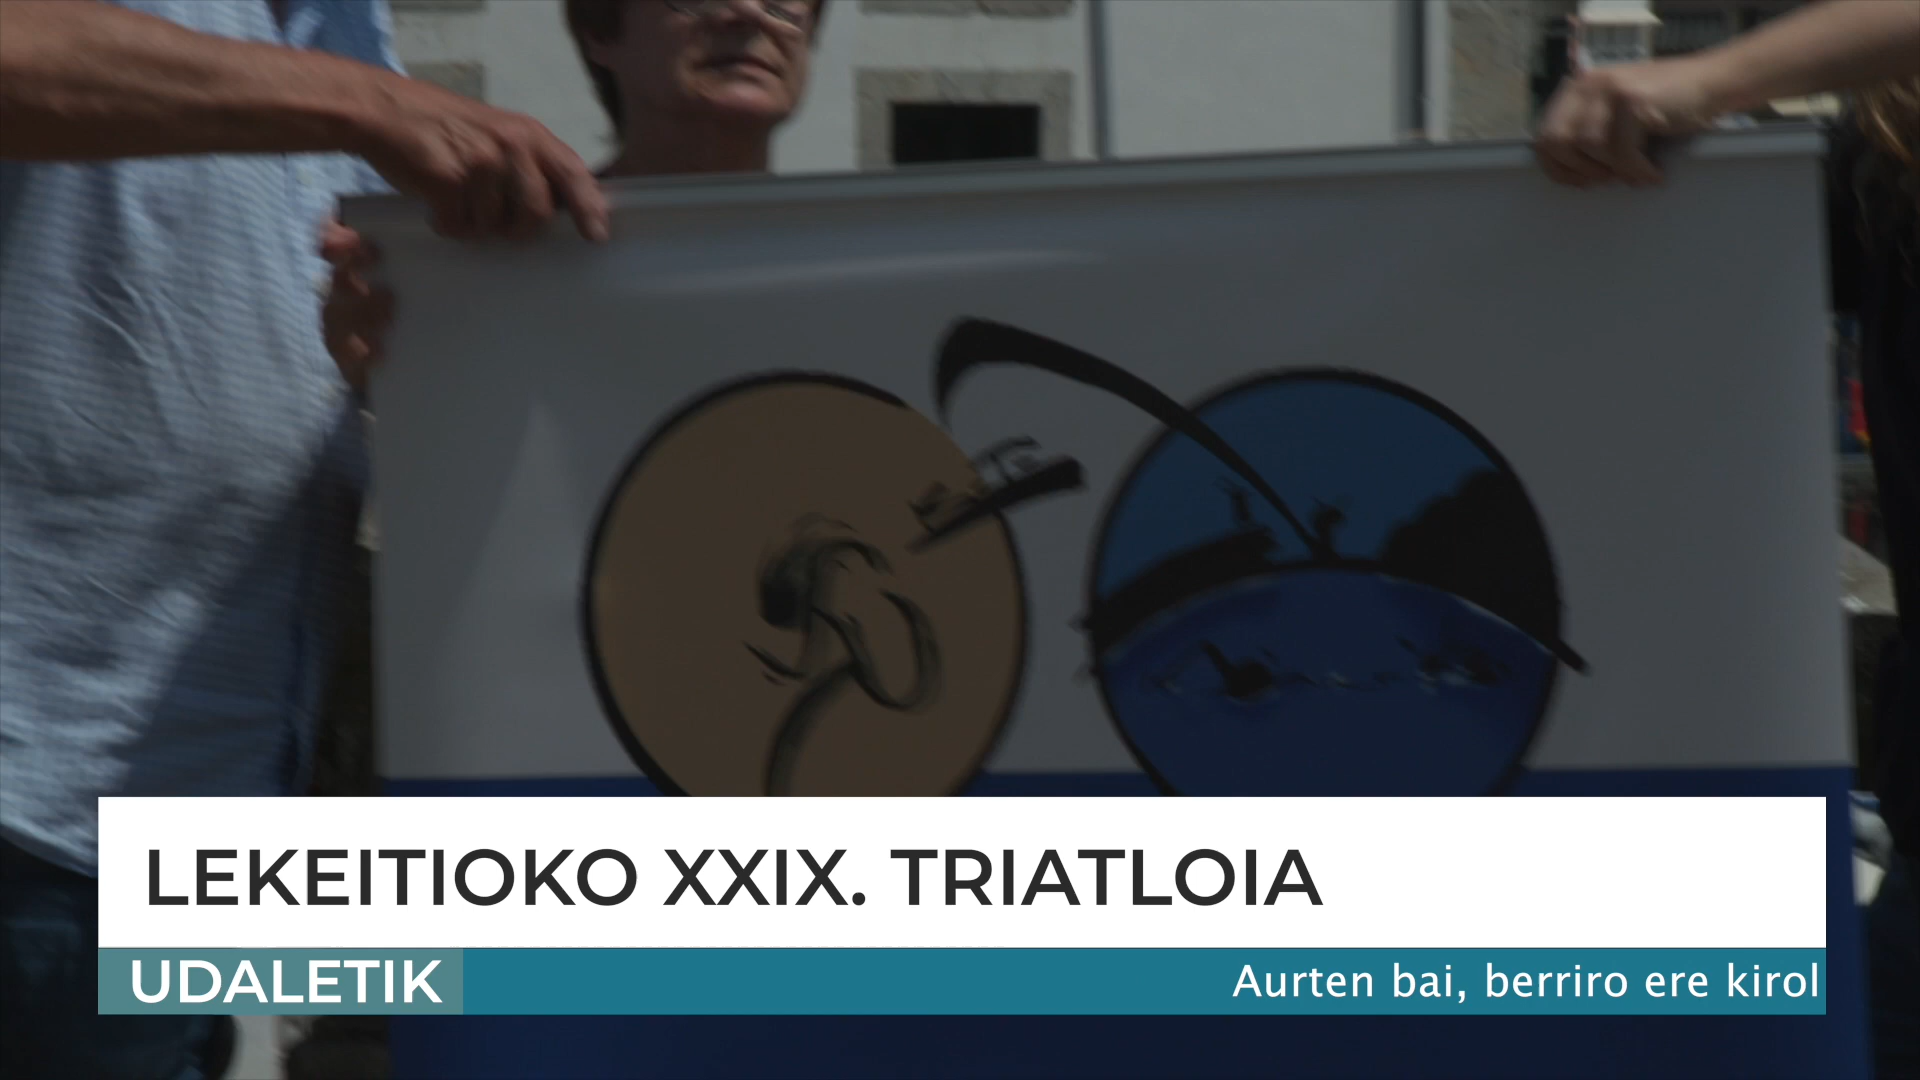 LEKEITIOKO XXIX. TRIATLOIA
UDALETIK
Aurten bai, berriro ere kirol